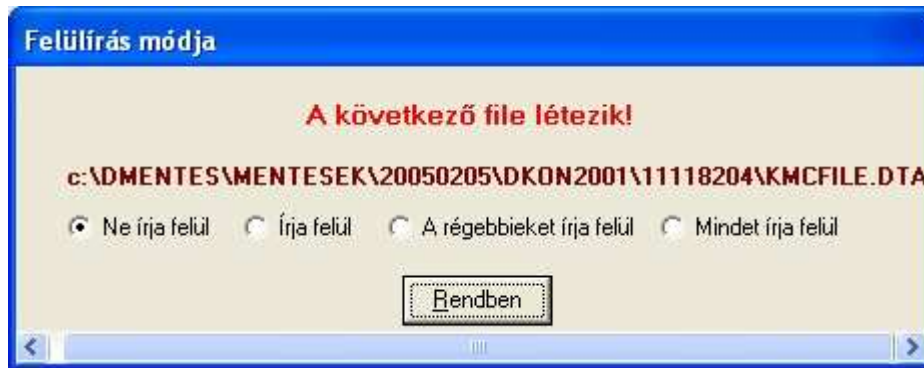 Felülírás módja
A következő file létezik!
c:\DMENTES\MENTESEK\20050205\DKON2001\11118204\KMCFILE.DTA
Ne írja felül Írja felül A régebbieket írja felül Mindet írja felül
Rendben